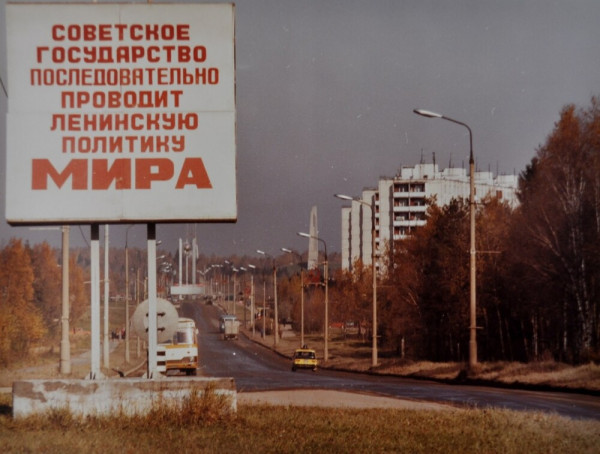 СОВЕТСКОЕ
ГОСУДАРСТВО
ПОСЛЕДОВАТЕЛЬНО
ПРОВОДИТ
ЛЕНИНСКУЮ
ПОЛИТИКУ
МИРА